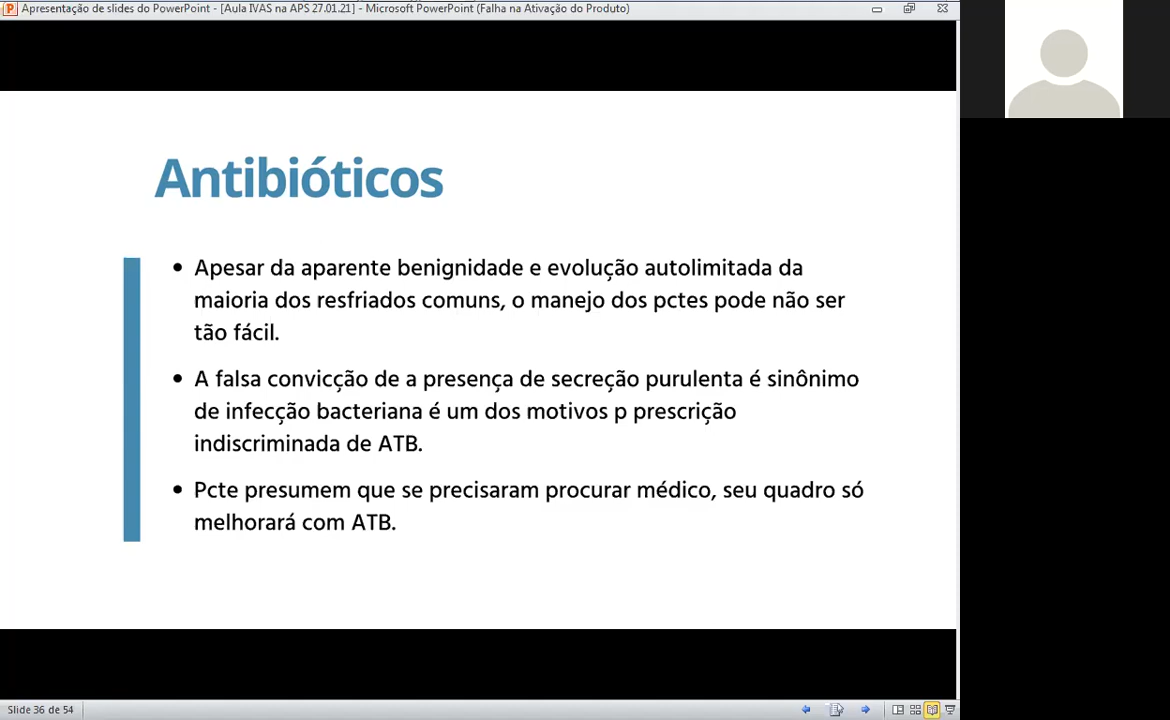 Apresentação de slides do PowerPoint - [Aula IVAS na APS 27.01.21] - Microsoft PowerPoint (Falha na Ativação do Produto)
Antibióticos
• Apesar da aparente benignidade e evolução autolimitada da
maioria dos resfriados comuns, o manejo dos pctes pode não ser
tão fácil.
• A falsa convicção de a presença de secreção purulenta é sinônimo
de infecção bacteriana é um dos motivos p prescrição
indiscriminada de ATB.
• Pcte presumem que se precisaram procurar médico, seu quadro só
melhorará com ATB.
Slide 36 de 54